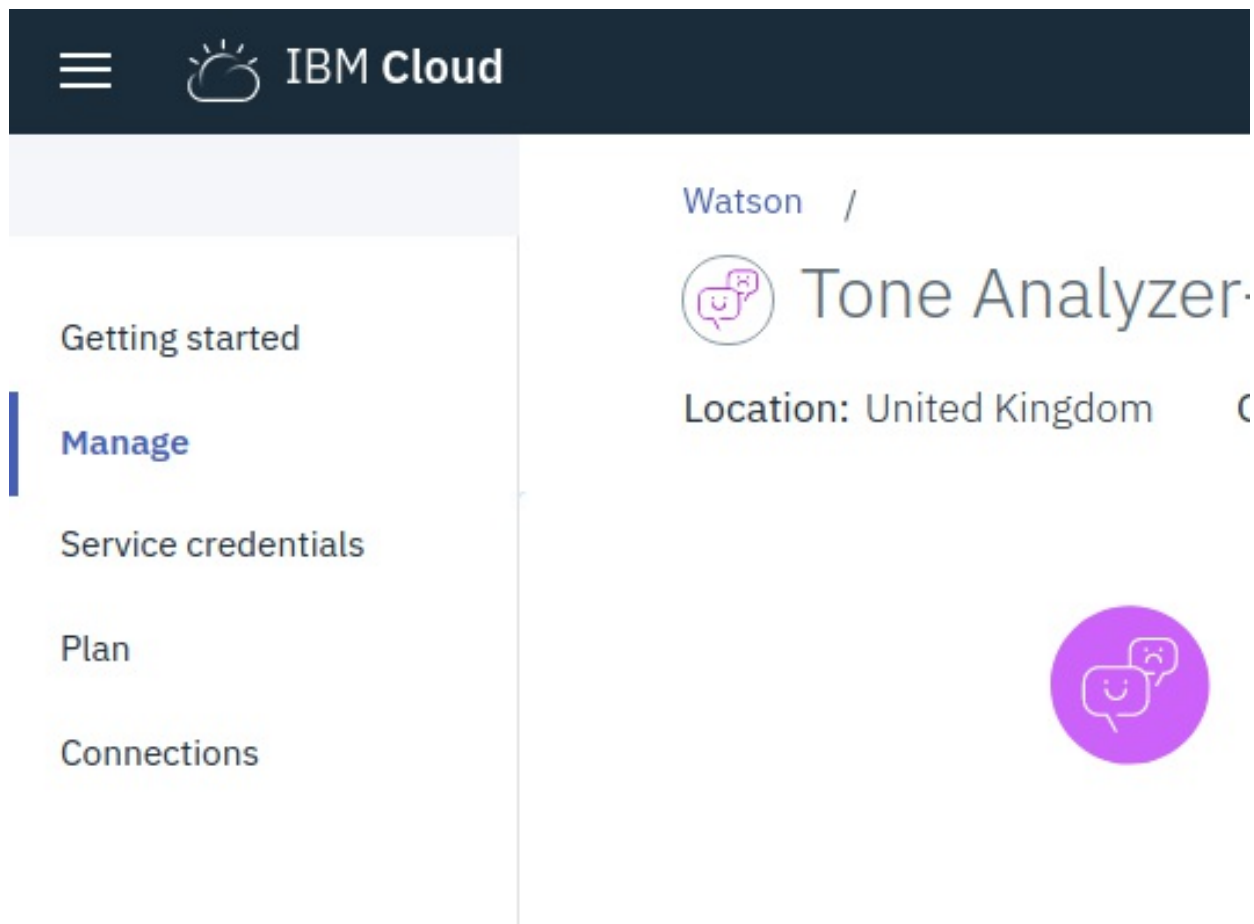 IBM Cloud
Watson /
Tone Analyzer-
Location: United Kingdom
Getting started
Manage
Service credentials
Plan
Connections